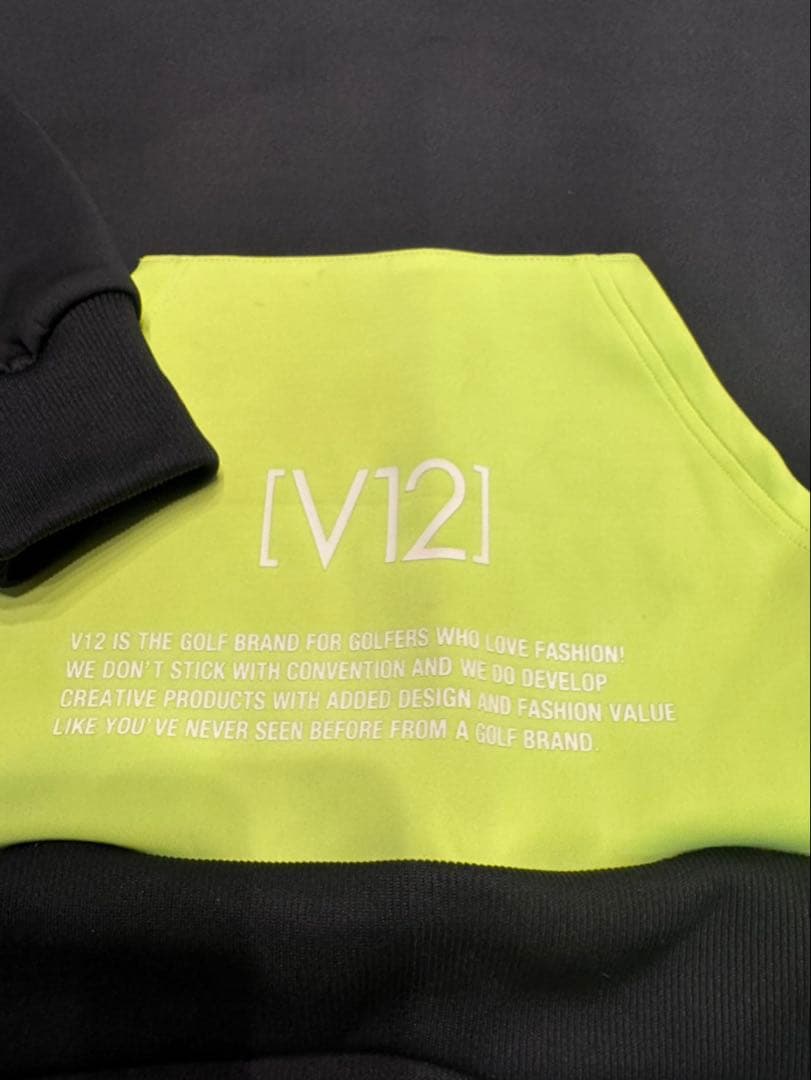 [V12]
V12 IS THE GOLF BRAND FOR GOLFERS WHO LOVE FASHION!
WE DON'T STICK WITH CONVENTION AND WE DO DEVELOP
CREATIVE PRODUCTS WITH ADDED DESIGN AND FASHION VALUE
LIKE YOU'VE NEVER SEEN BEFORE FROM A GOLF BRAND.